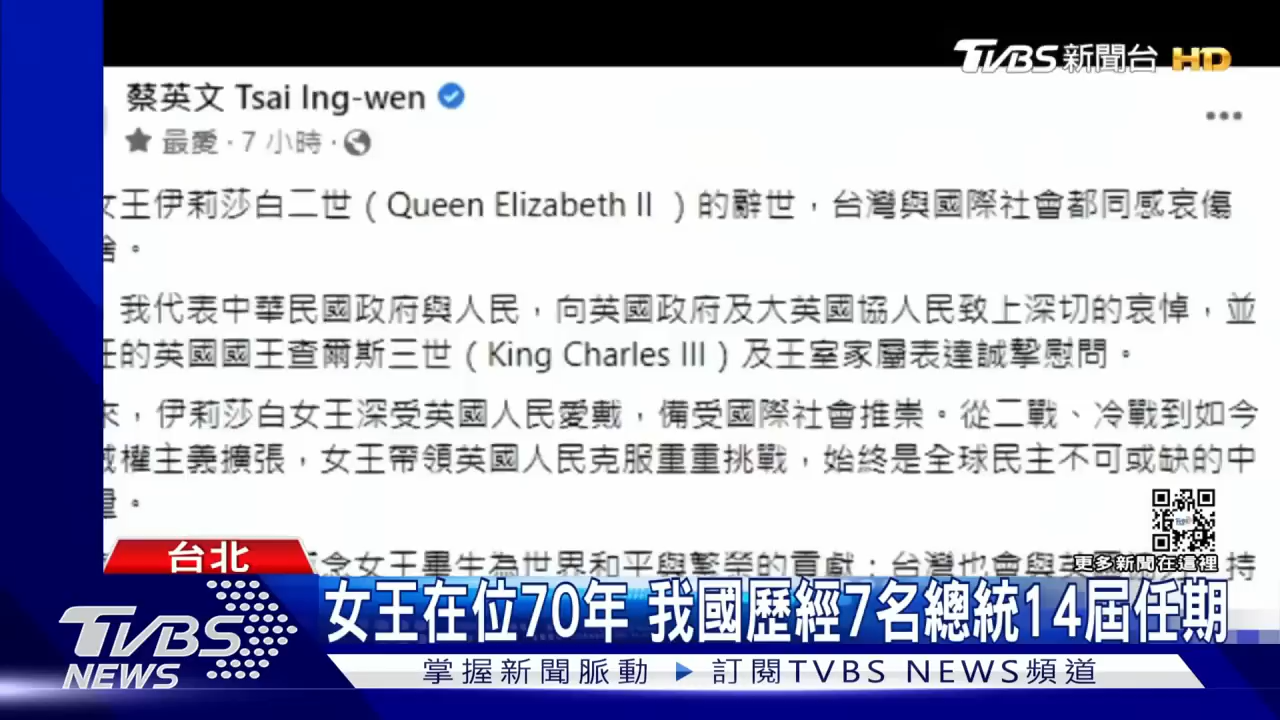 TVBS新聞台 HD
蔡英文 Tsai Ing-wen
最愛 · 7 小時 ·
女王伊莉莎白二世（Queen Elizabeth II ）的辭世，台灣與國際社會都同感哀傷
捨。
我代表中華民國政府與人民，向英國政府及大英國協人民致上深切的哀悼，並
任的英國國王查爾斯三世（King Charles III）及王室家屬表達誠摯慰問。
來，伊莉莎白女王深受英國人民愛戴，備受國際社會推崇。從二戰、冷戰到如今
威權主義擴張，女王帶領英國人民克服重重挑戰，始終是全球民主不可或缺的中
量。
念女王畢生為世界和平與繁榮的貢獻；台灣也會與英 持
更多新聞在這裡
台北
女王在位70年 我國歷經7名總統14屆任期
TVBS NEWS
掌握新聞脈動 ▶ 訂閱TVBS NEWS頻道